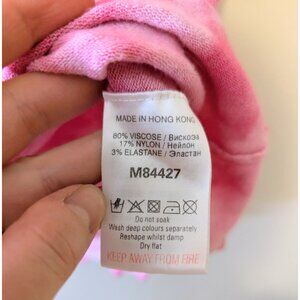 MADE IN HONG KONG
80% VISCOSE / Вискоза
17% NYLON / Нейлон
3% ELASTANE / Эластан
M84427
Do not soak
Wash deep colours separately
Reshape whilst damp
Dry flat
KEEP AWAY FROM FIRE